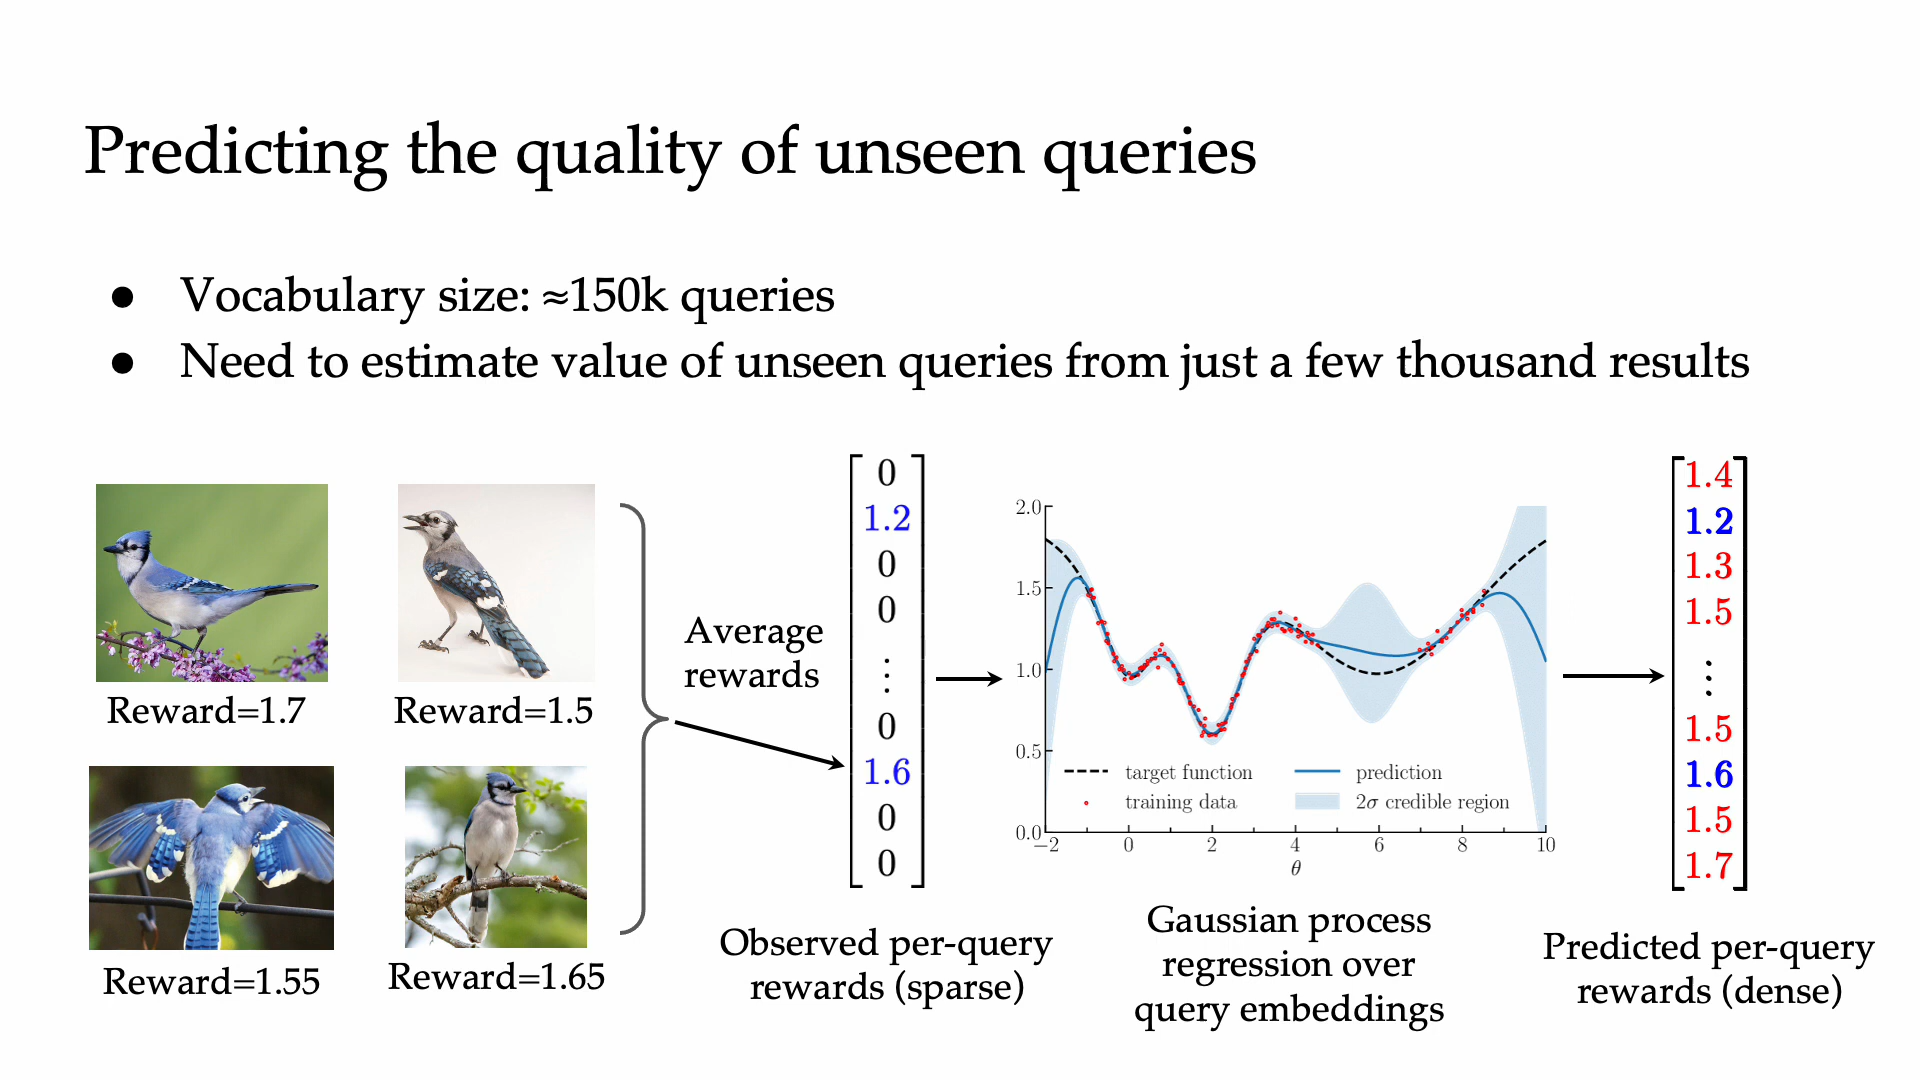 Predicting the quality of unseen queries
● Vocabulary size: ≈150k queries
● Need to estimate value of unseen queries from just a few thousand results
Reward=1.7
Reward=1.5
Reward=1.55
Reward=1.65
Average
rewards
0
1.2
0
0
⋮
0
1.6
0
0
Observed per-query
rewards (sparse)
2.0
1.5
1.0
0.5
0.0
−2 0 2 4 6 8 10
θ
target function
training data
prediction
2σ credible region
Gaussian process
regression over
query embeddings
1.4
1.2
1.3
1.5
⋮
1.5
1.6
1.5
1.7
Predicted per-query
rewards (dense)